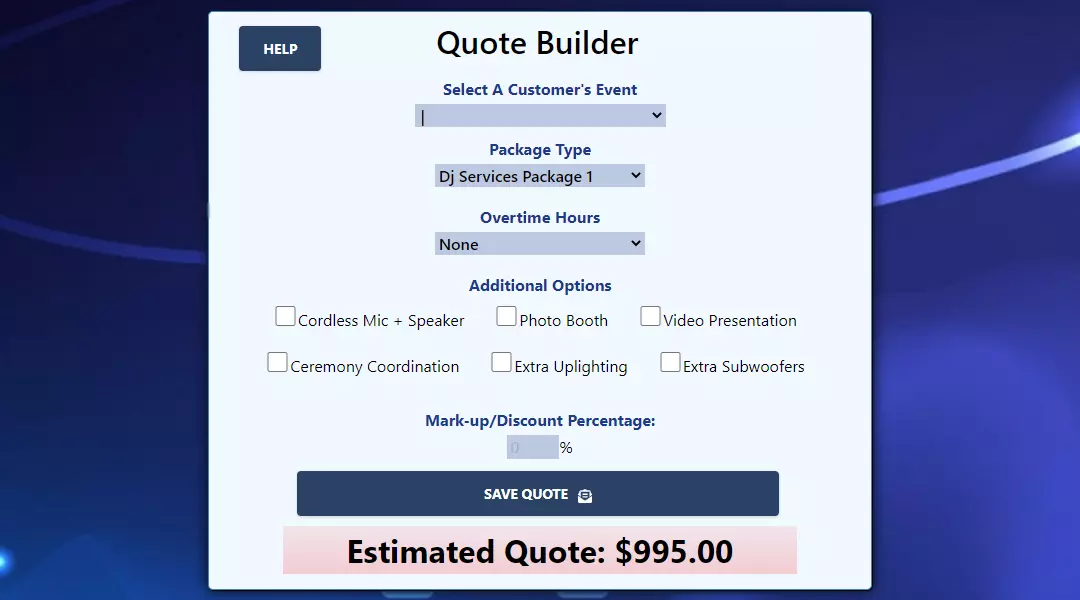 HELP
Quote Builder
Select A Customer's Event
|
Package Type
Dj Services Package 1
Overtime Hours
None
Additional Options
Cordless Mic + Speaker Photo Booth Video Presentation
Ceremony Coordination Extra Uplighting Extra Subwoofers
Mark-up/Discount Percentage:
0 %
SAVE QUOTE
Estimated Quote: $995.00